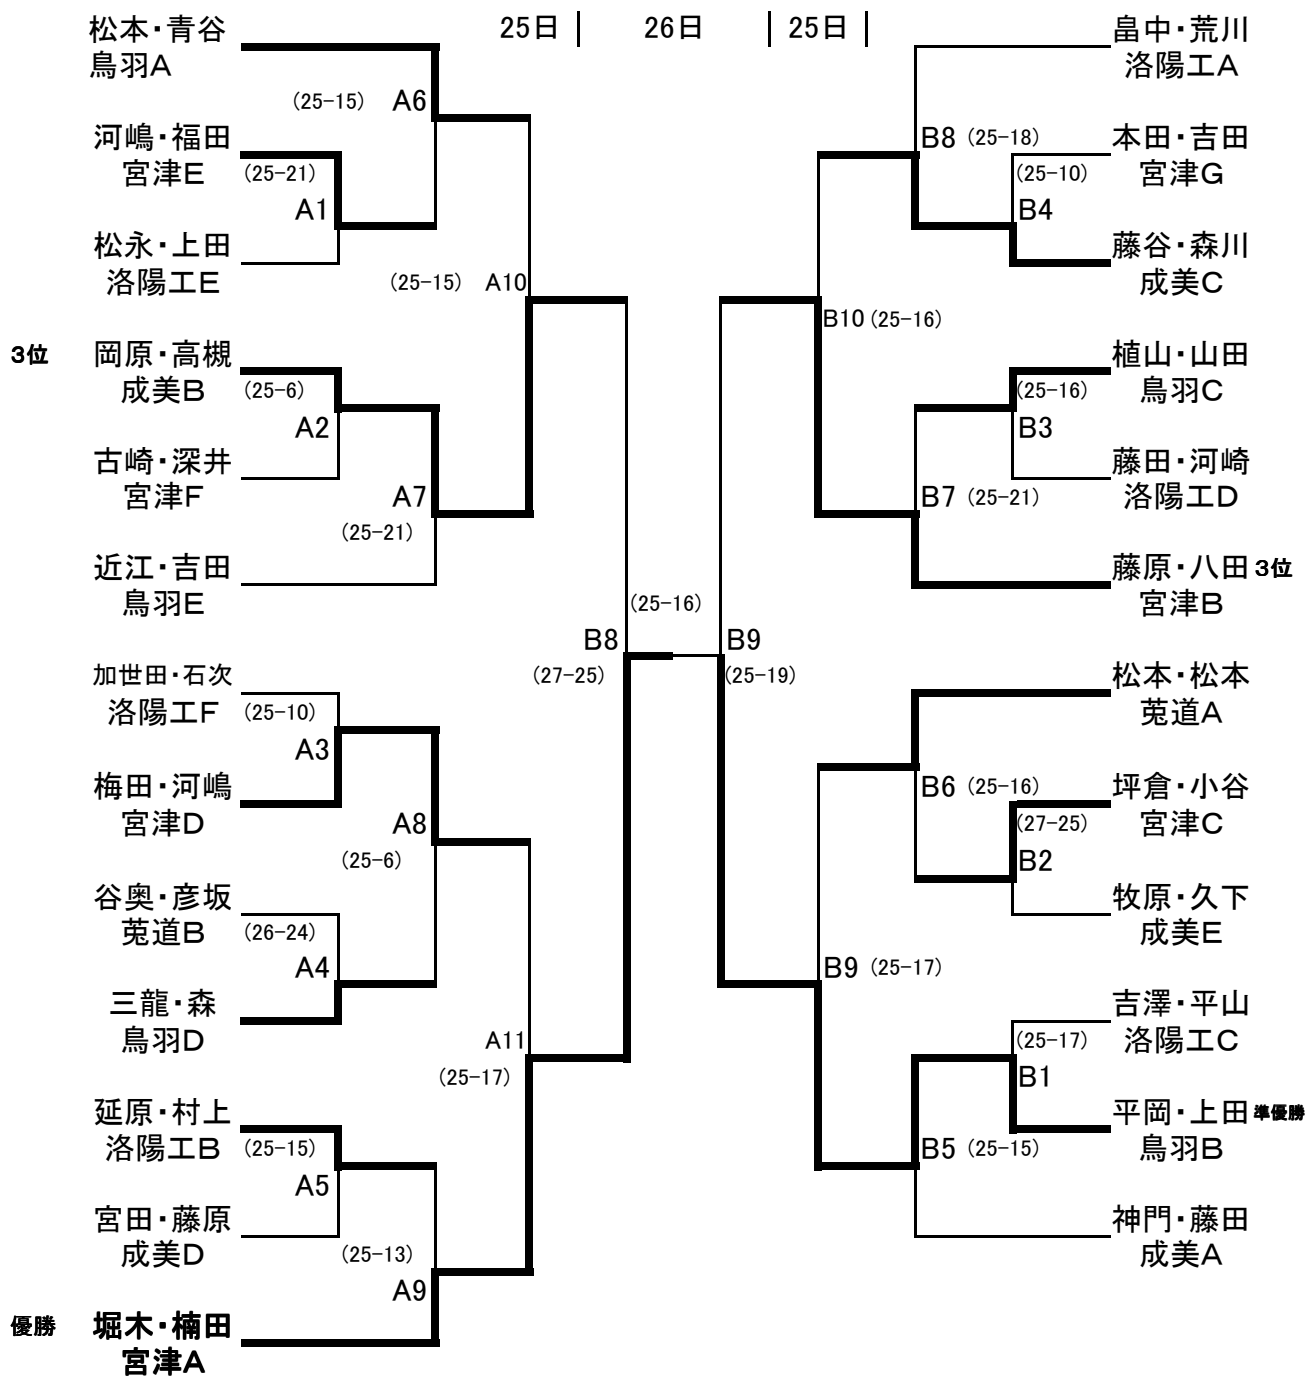 25日 26日 25日
松本・青谷
鳥羽A
(25-15) A6
河嶋・福田
宮津E
(25-21)
A1
松永・上田
洛陽工E
(25-15) A10
3位
岡原・高槻
成美B
(25-6)
A2
古崎・深井
宮津F
A7
(25-21)
近江・吉田
鳥羽E
加世田・石次
洛陽工F
(25-10)
A3
梅田・河嶋
宮津D
A8
(25-6)
谷奥・彦坂
莵道B
(26-24)
A4
三龍・森
鳥羽D
A11
(25-17)
延原・村上
洛陽工B
(25-15)
A5
宮田・藤原
成美D
(25-13)
A9
優勝
堀木・楠田
宮津A
(25-16)
B8
(27-25)
B9
(25-19)
畠中・荒川
洛陽工A
B8 (25-18)
本田・吉田
宮津G
(25-10)
B4
藤谷・森川
成美C
B10 (25-16)
植山・山田
鳥羽C
(25-16)
B3
藤田・河崎
洛陽工D
B7 (25-21)
藤原・八田 3位
宮津B
松本・松本
莵道A
B6 (25-16)
坪倉・小谷
宮津C
(27-25)
B2
牧原・久下
成美E
B9 (25-17)
吉澤・平山
洛陽工C
(25-17)
B1
平岡・上田 準優勝
鳥羽B
B5 (25-15)
神門・藤田
成美A